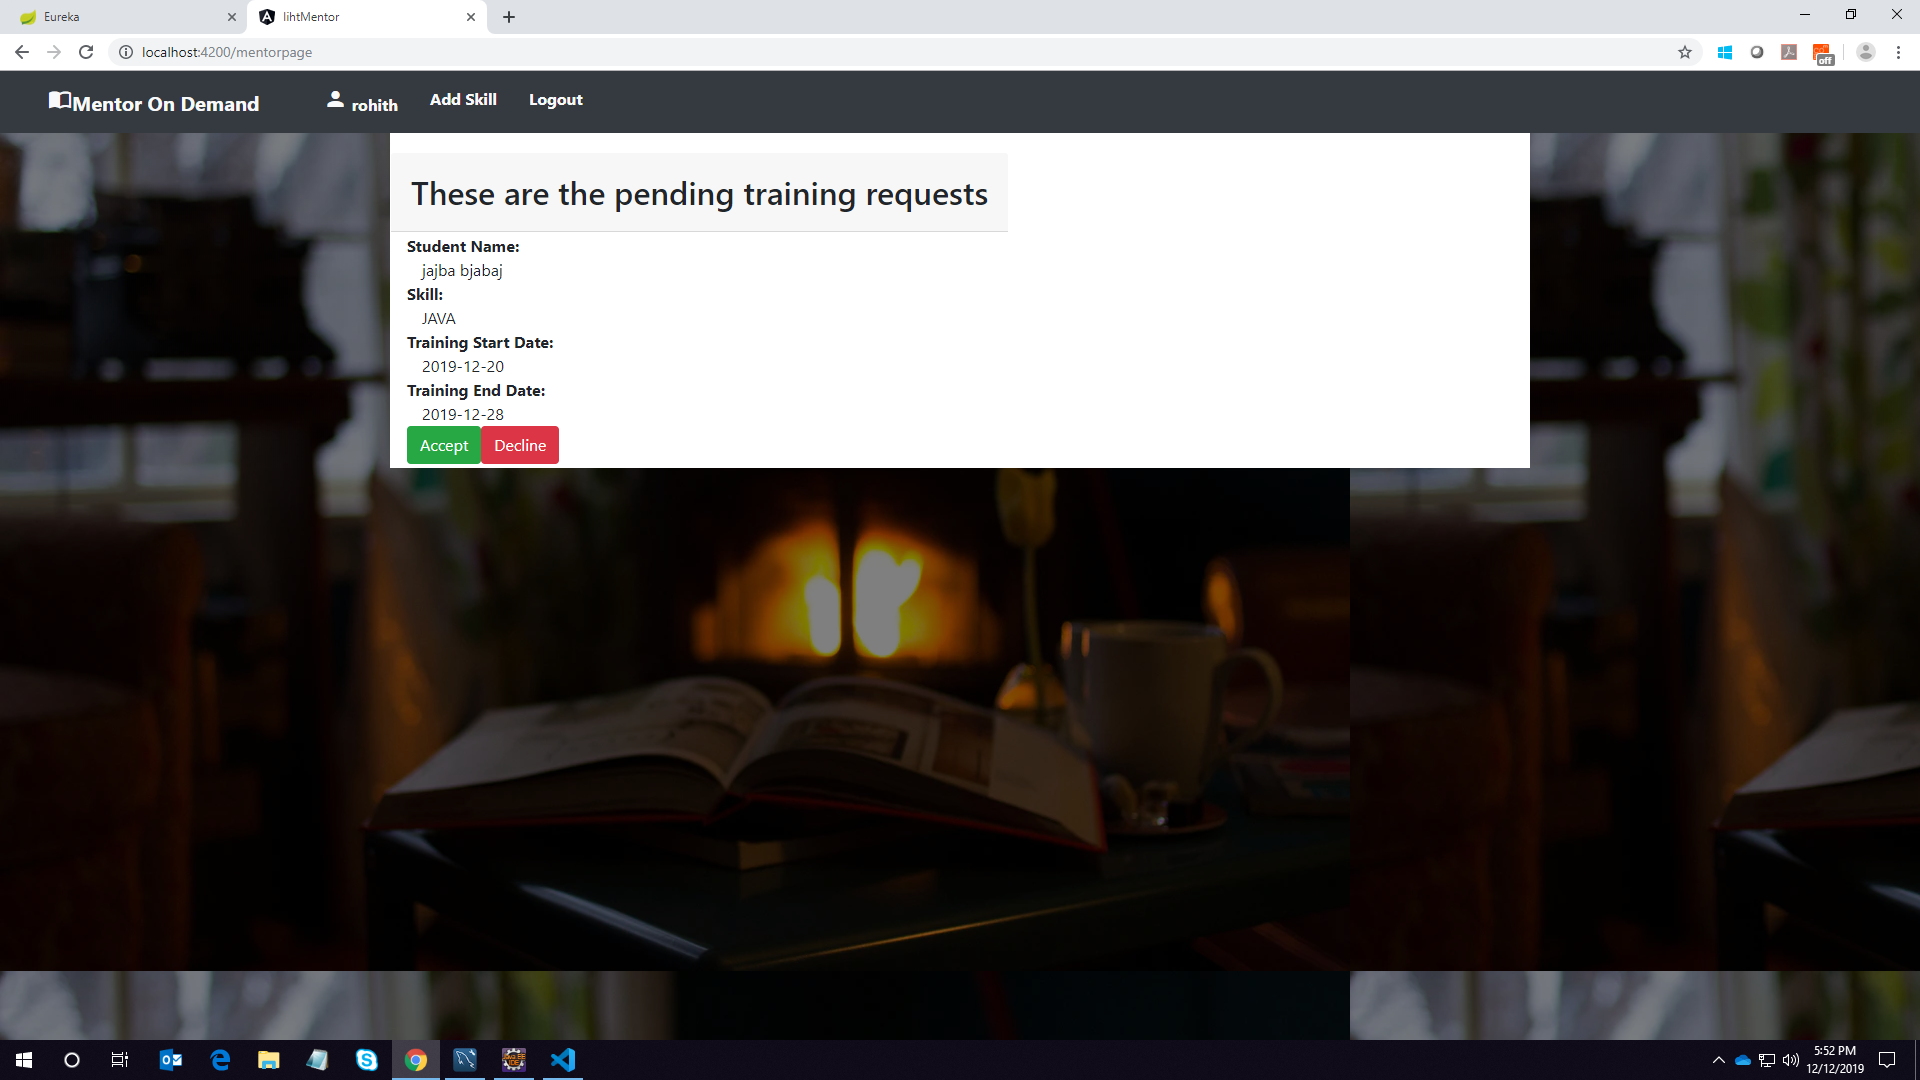 Eureka
lihtMentor
localhost:4200/mentorpage
off
Mentor On Demand
rohith
Add Skill
Logout
These are the pending training requests
Student Name:
jajba bjabaj
Skill:
JAVA
Training Start Date:
2019-12-20
Training End Date:
2019-12-28
Accept
Decline
5:52 PM
12/12/2019